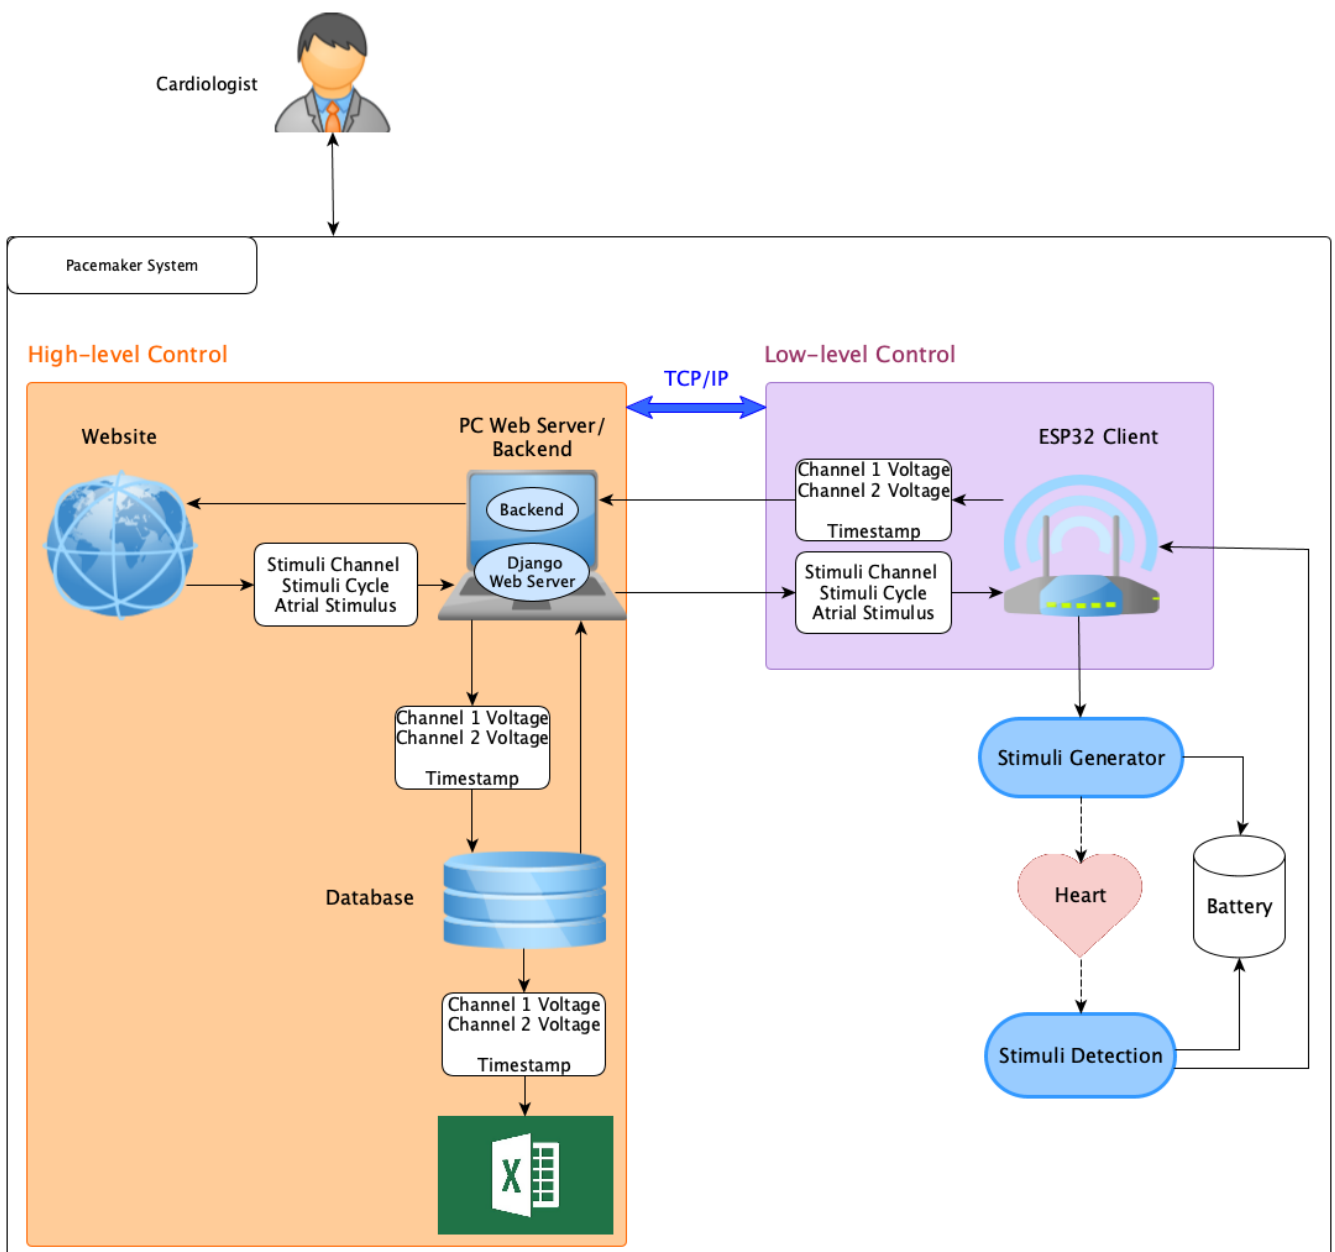 Cardiologist
Pacemaker System
High-level Control
Low-level Control
TCP/IP
Website
PC Web Server/
Backend
ESP32 Client
Backend
Django
Web Server
Stimuli Channel
Stimuli Cycle
Atrial Stimulus
Channel 1 Voltage
Channel 2 Voltage
Timestamp
Stimuli Channel
Stimuli Cycle
Atrial Stimulus
Channel 1 Voltage
Channel 2 Voltage
Timestamp
Database
Channel 1 Voltage
Channel 2 Voltage
Timestamp
X
Stimuli Generator
Heart
Battery
Stimuli Detection